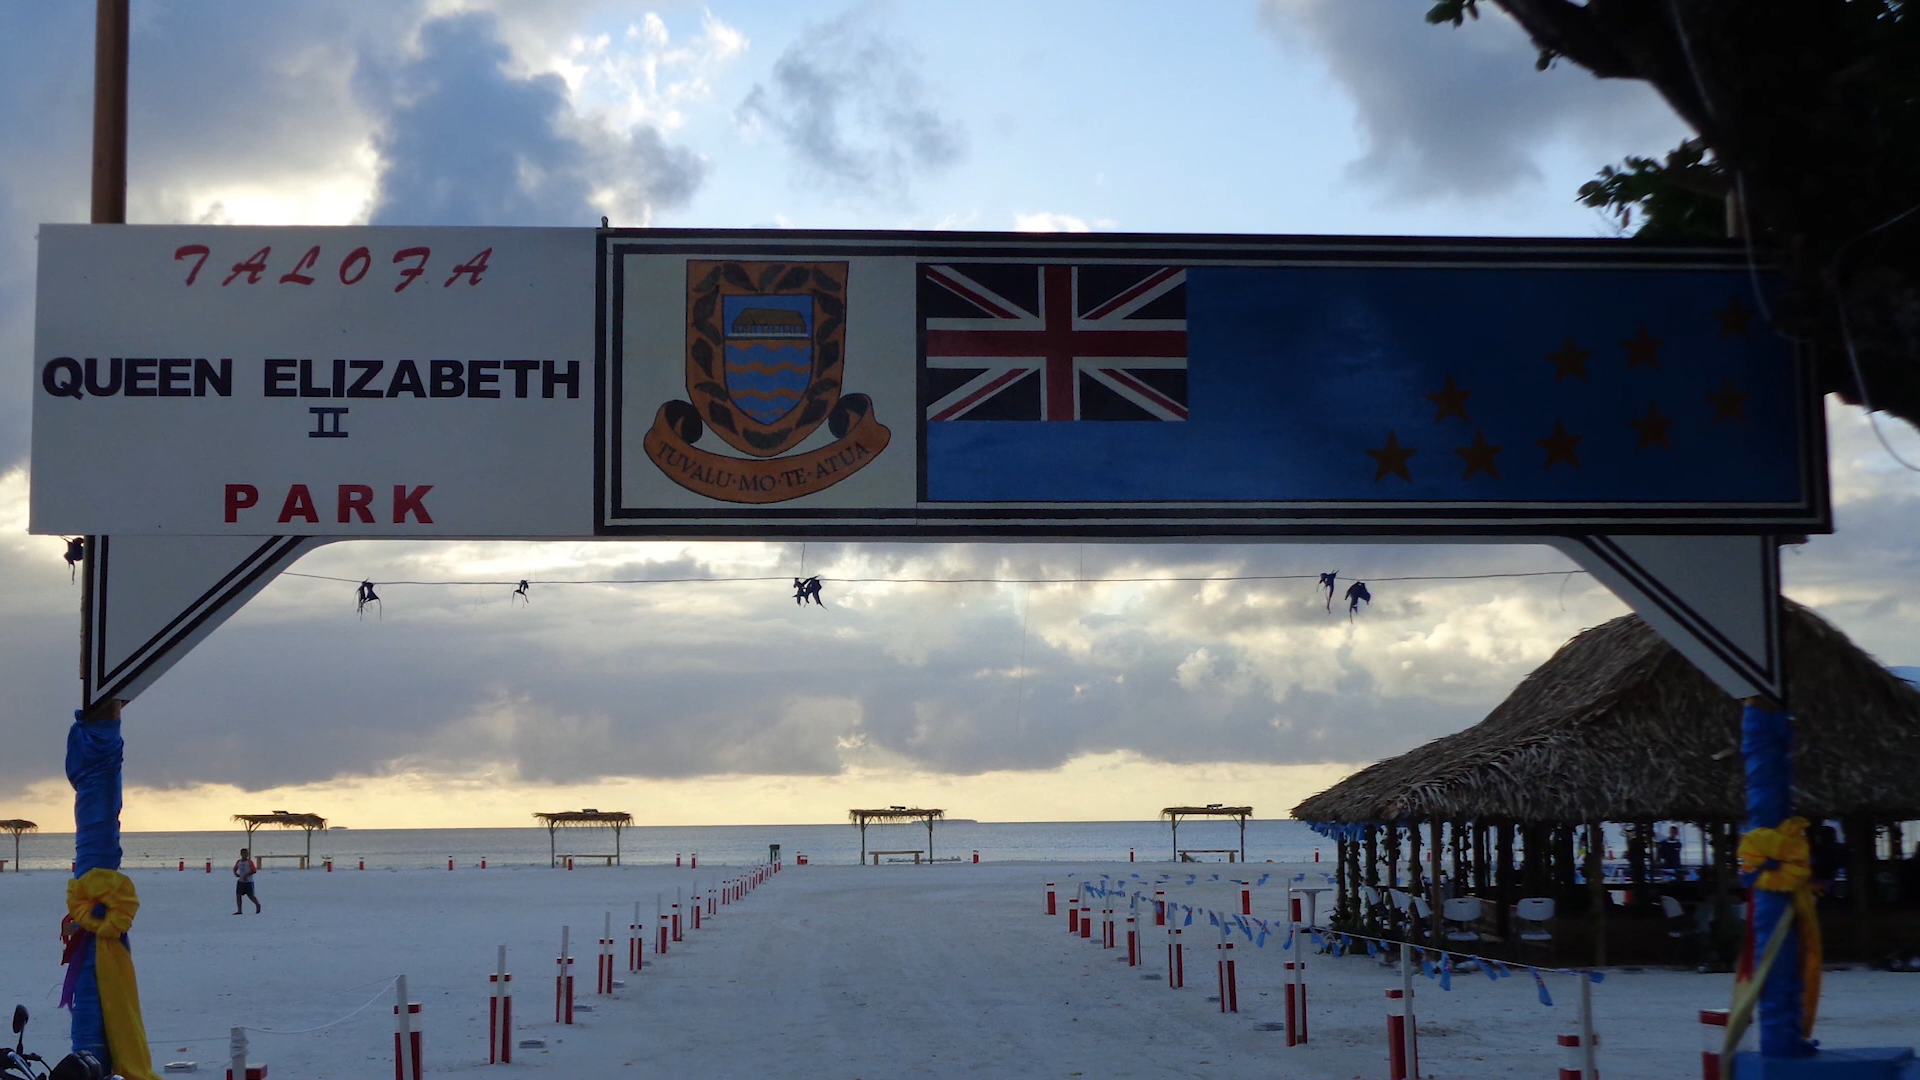 TALOFA
QUEEN ELIZABETH
II
PARK
TUVALU·MO·TE·ATUA